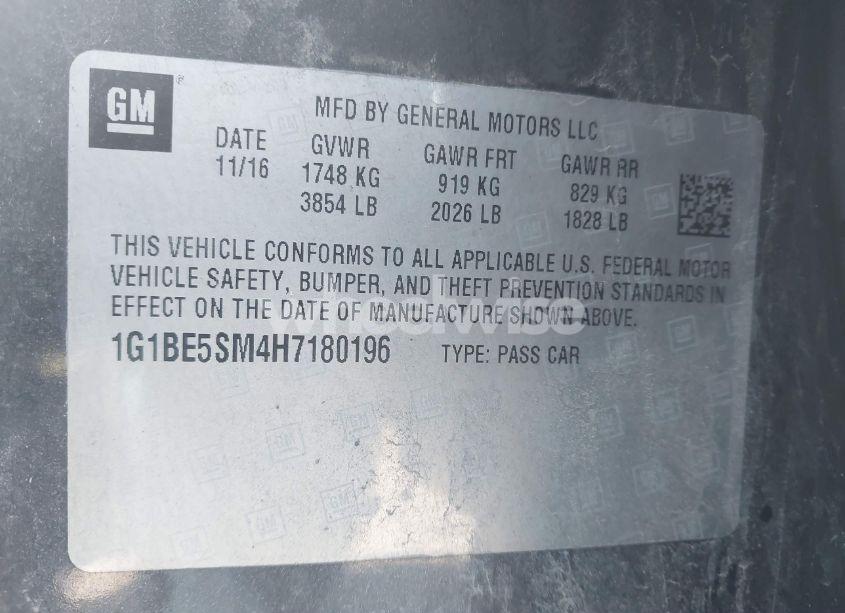 GM
MFD BY GENERAL MOTORS LLC
DATE GVWR GAWR FRT GAWR RR
11/16 1748 KG 919 KG 829 KG
3854 LB 2026 LB 1828 LB
THIS VEHICLE CONFORMS TO ALL APPLICABLE U.S. FEDERAL MOTOR
VEHICLE SAFETY, BUMPER, AND THEFT PREVENTION STANDARDS IN
EFFECT ON THE DATE OF MANUFACTURE SHOWN ABOVE.
wheelwise
1G1BE5SM4H7180196 TYPE: PASS CAR